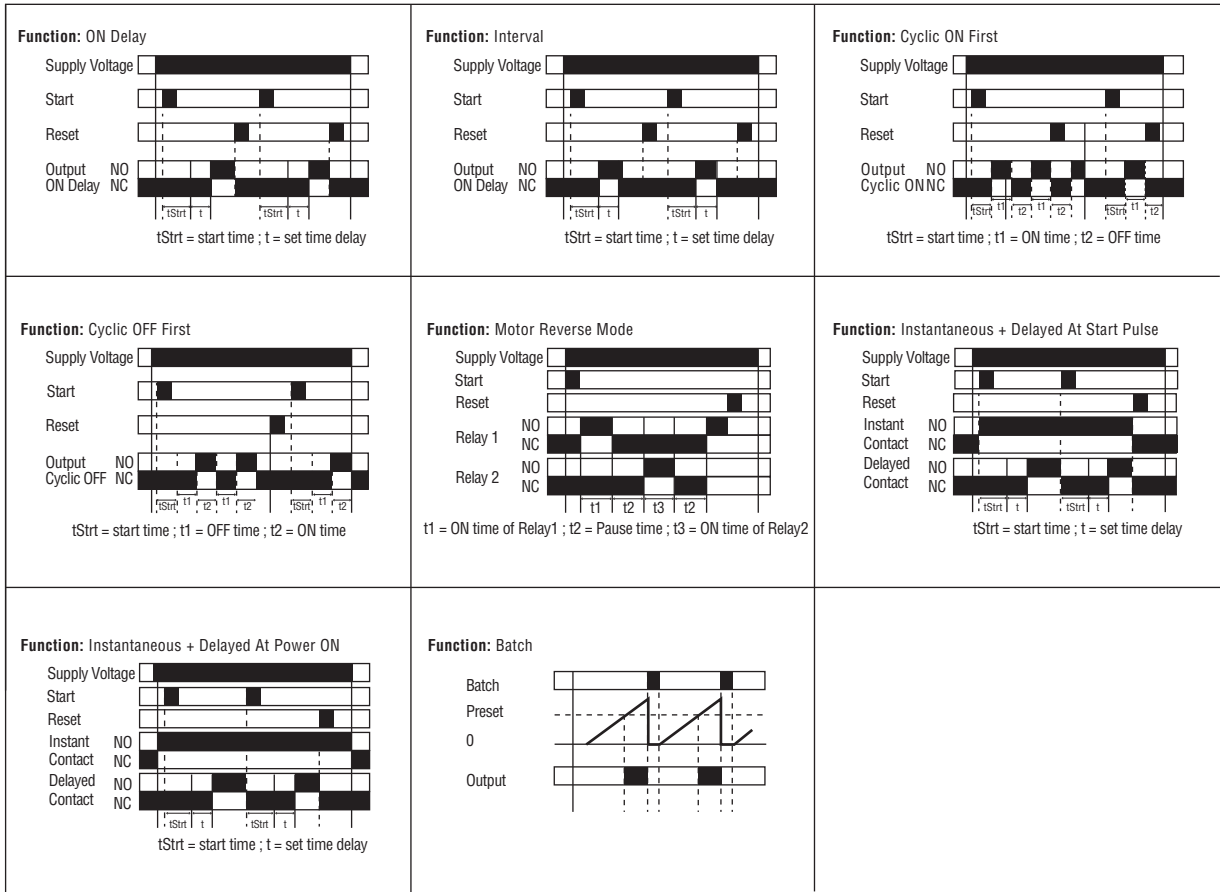 Function: ON Delay
Supply Voltage
Start
Reset
Output NO
ON Delay NC
tStrt t tStrt t
tStrt = start time ; t = set time delay
Function: Interval
Supply Voltage
Start
Reset
Output NO
ON Delay NC
tStrt t tStrt t
tStrt = start time ; t = set time delay
Function: Cyclic ON First
Supply Voltage
Start
Reset
Output NO
Cyclic ON NC
tStrt t1 t2 t1 t2 tStrt t1 t2
tStrt = start time ; t1 = ON time ; t2 = OFF time
Function: Cyclic OFF First
Supply Voltage
Start
Reset
Output NO
Cyclic OFF NC
tStrt t1 t2 t1 t2 tStrt t1 t2
tStrt = start time ; t1 = OFF time ; t2 = ON time
Function: Motor Reverse Mode
Supply Voltage
Start
Reset
Relay 1 NO
NC
Relay 2 NO
NC
t1 t2 t3 t2
t1 = ON time of Relay1 ; t2 = Pause time ; t3 = ON time of Relay2
Function: Instantaneous + Delayed At Start Pulse
Supply Voltage
Start
Reset
Instant NO
Contact NC
Delayed NO
Contact NC
tStrt t tStrt t
tStrt = start time ; t = set time delay
Function: Instantaneous + Delayed At Power ON
Supply Voltage
Start
Reset
Instant NO
Contact NC
Delayed NO
Contact NC
tStrt t tStrt t
tStrt = start time ; t = set time delay
Function: Batch
Batch
Preset
0
Output